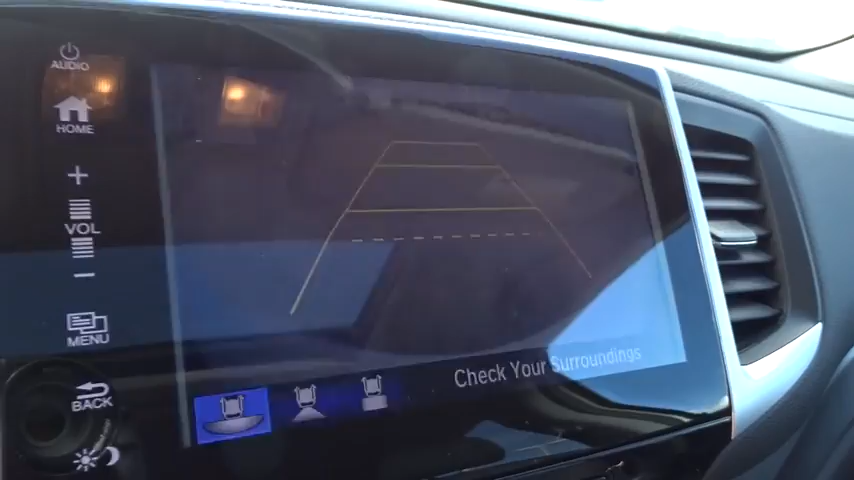 AUDIO
HOME
+
VOL
−
MENU
BACK
Check Your Surroundings